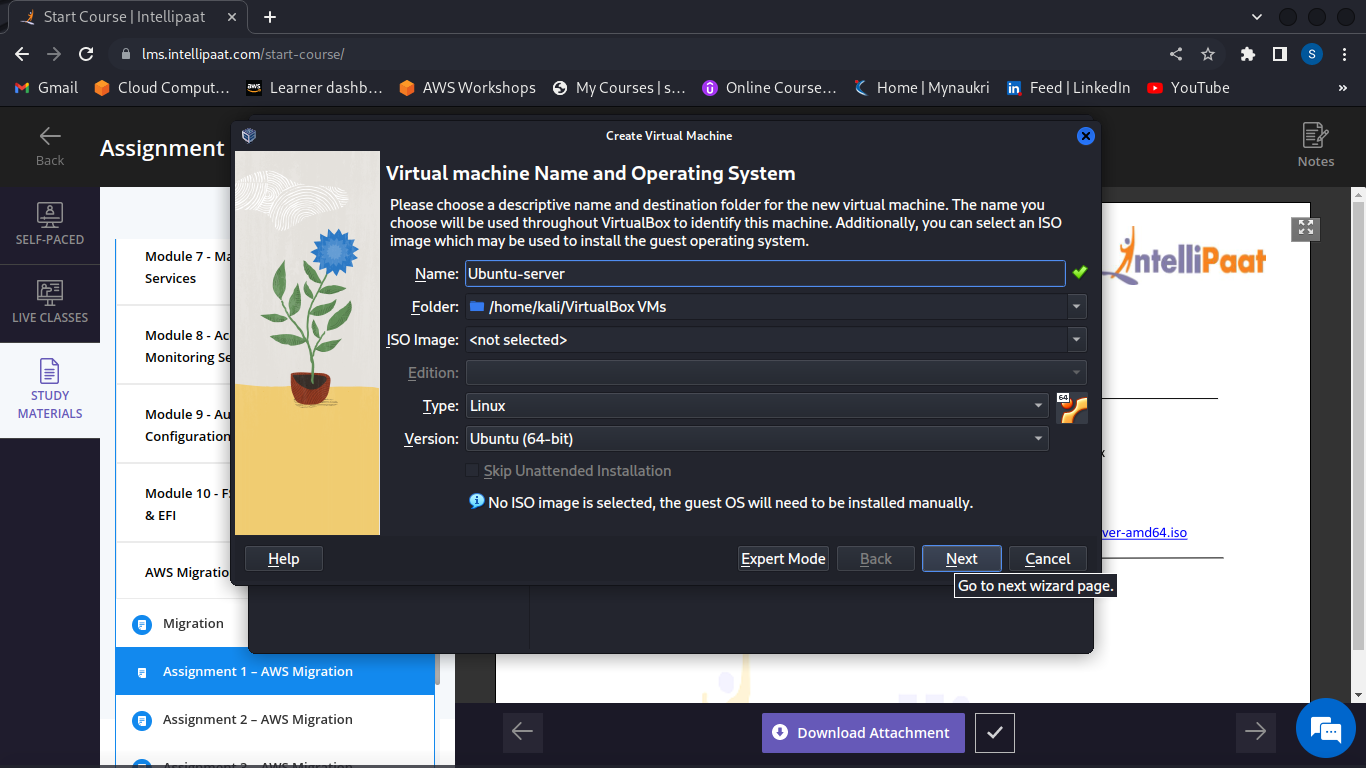 Start Course | Intellipaat
lms.intellipaat.com/start-course/
S
Gmail
Cloud Comput...
aws
Learner dashb...
AWS Workshops
My Courses | s...
Online Course...
Home | Mynaukri
Feed | LinkedIn
YouTube
»
Back
Assignment
Notes
SELF-PACED
LIVE CLASSES
STUDY
MATERIALS
Module 7 - Ma
Services
Module 8 - Ac
Monitoring Se
Module 9 - Au
Configuration
Module 10 - FS
& EFI
AWS Migratio
Migration
Assignment 1 – AWS Migration
Assignment 2 – AWS Migration
Assignment 3 – AWS Migration
Create Virtual Machine
Virtual machine Name and Operating System
Please choose a descriptive name and destination folder for the new virtual machine. The name you
choose will be used throughout VirtualBox to identify this machine. Additionally, you can select an ISO
image which may be used to install the guest operating system.
Name: Ubuntu-server
Folder: /home/kali/VirtualBox VMs
ISO Image: <not selected>
Edition:
Type: Linux
64
Version: Ubuntu (64-bit)
Skip Unattended Installation
No ISO image is selected, the guest OS will need to be installed manually.
Help
Expert Mode
Back
Next
Cancel
Go to next wizard page.
IntelliPaat
x
ver-amd64.iso
Download Attachment